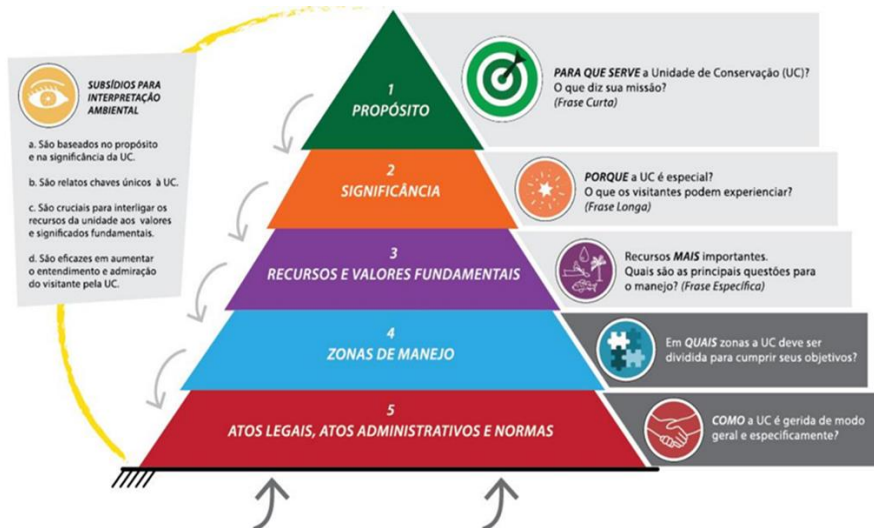 SUBSÍDIOS PARA
INTERPRETAÇÃO
AMBIENTAL
a. São baseados no propósito
e na significância da UC.
b. São relatos chaves únicos à UC.
c. São cruciais para interligar os
recursos da unidade aos valores
e significados fundamentais.
d. São eficazes em aumentar
o entendimento e admiração
do visitante pela UC.
1
PROPÓSITO
PARA QUE SERVE a Unidade de Conservação (UC)?
O que diz sua missão?
(Frase Curta)
2
SIGNIFICÂNCIA
PORQUE a UC é especial?
O que os visitantes podem experienciar?
(Frase Longa)
3
RECURSOS E VALORES FUNDAMENTAIS
Recursos MAIS importantes.
Quais são as principais questões para
o manejo? (Frase Específica)
4
ZONAS DE MANEJO
Em QUAIS zonas a UC deve ser
dividida para cumprir seus objetivos?
5
ATOS LEGAIS, ATOS ADMINISTRATIVOS E NORMAS
COMO a UC é gerida de modo
geral e especificamente?